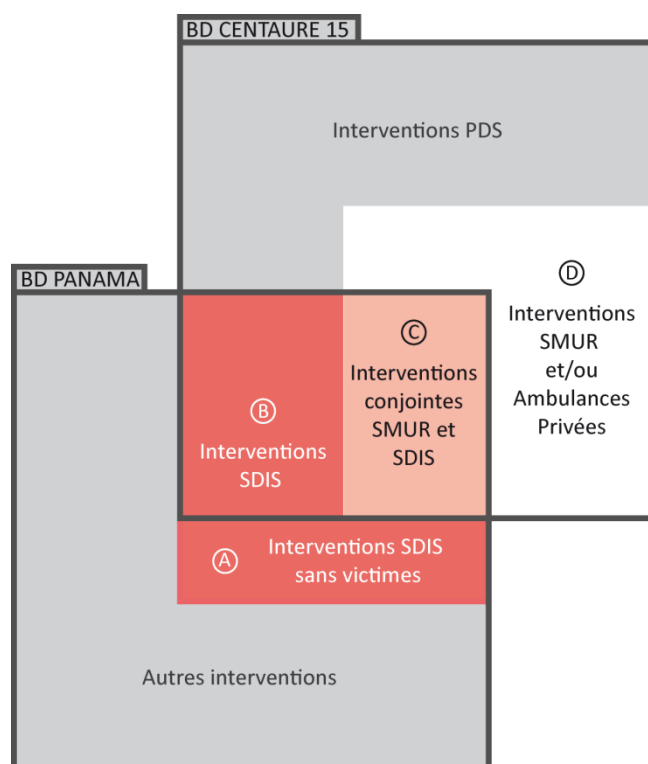 BD CENTAURE 15
Interventions PDS
BD PANAMA
D
Interventions
SMUR
et/ou
Ambulances
Privées
C
Interventions
conjointes
SMUR et
SDIS
B
Interventions
SDIS
A
Interventions SDIS
sans victimes
Autres interventions